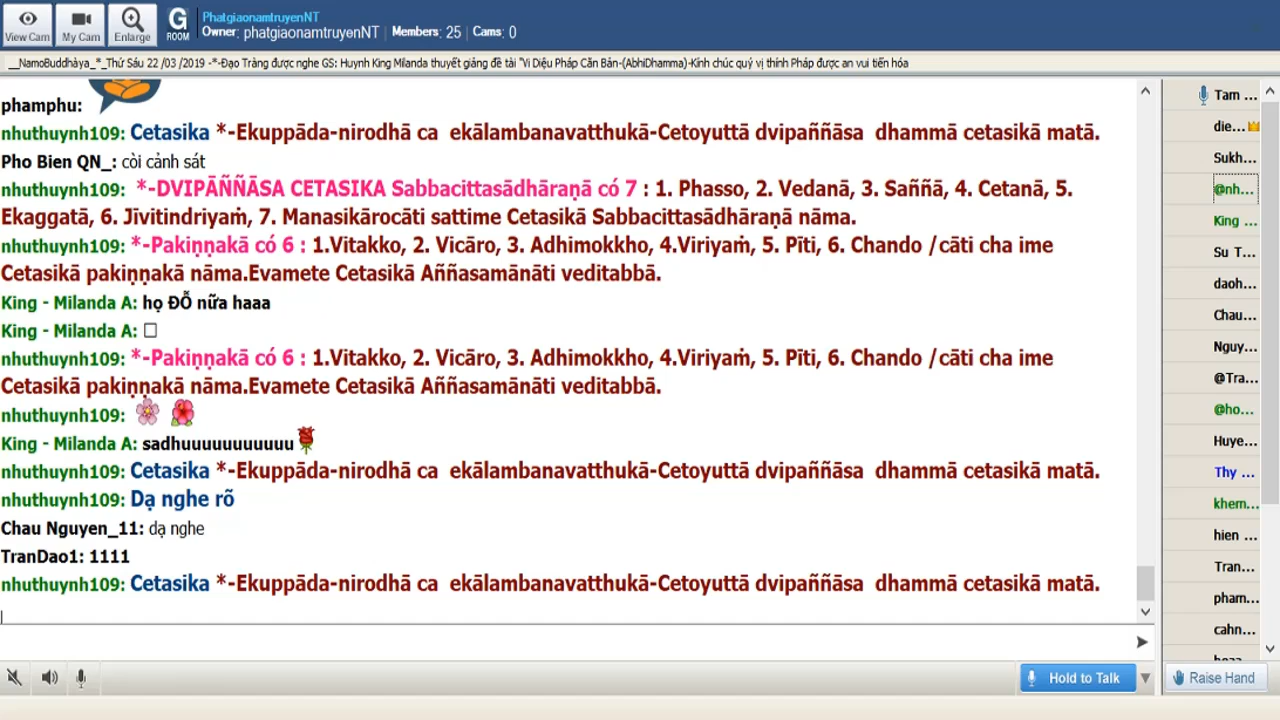 View Cam
My Cam
Enlarge
G
ROOM
PhatgiaonamtruyenNT
Owner: phatgiaonamtruyenNT | Members: 25 | Cams: 0
__NamoBuddhàya_*_Thứ Sáu 22 /03 /2019 -*-Đạo Tràng được nghe GS: Huynh King Milanda thuyết giảng đề tài "Vi Diệu Pháp Căn Bản-(AbhiDhamma)-Kính chúc quý vị thính Pháp được an vui tiến hóa
phamphu:
nhuthuynh109: Cetasika *-Ekuppāda-nirodhā ca ekālambanavatthukā-Cetoyuttā dvipaññāsa dhammā cetasikā matā.
Pho Bien QN_: còi cảnh sát
nhuthuynh109: *-DVIPĀÑÑĀSA CETASIKA Sabbacittasādhāraṇā có 7 : 1. Phasso, 2. Vedanā, 3. Saññā, 4. Cetanā, 5.
Ekaggatā, 6. Jīvitindriyaṁ, 7. Manasikārocāti sattime Cetasikā Sabbacittasādhāraṇā nāma.
nhuthuynh109: *-Pakiṇṇakā có 6 : 1.Vitakko, 2. Vicāro, 3. Adhimokkho, 4.Viriyaṁ, 5. Pīti, 6. Chando /cāti cha ime
Cetasikā pakiṇṇakā nāma.Evamete Cetasikā Aññasamānāti veditabbā.
King - Milanda A: họ ĐỖ nữa haaa
King - Milanda A:
nhuthuynh109: *-Pakiṇṇakā có 6 : 1.Vitakko, 2. Vicāro, 3. Adhimokkho, 4.Viriyaṁ, 5. Pīti, 6. Chando /cāti cha ime
Cetasikā pakiṇṇakā nāma.Evamete Cetasikā Aññasamānāti veditabbā.
nhuthuynh109:
King - Milanda A: sadhuuuuuuuuuuu
nhuthuynh109: Cetasika *-Ekuppāda-nirodhā ca ekālambanavatthukā-Cetoyuttā dvipaññāsa dhammā cetasikā matā.
nhuthuynh109: Dạ nghe rõ
Chau Nguyen_11: dạ nghe
TranDao1: 1111
nhuthuynh109: Cetasika *-Ekuppāda-nirodhā ca ekālambanavatthukā-Cetoyuttā dvipaññāsa dhammā cetasikā matā.
Tam ...
die...
Sukh...
@nh...
King ...
Su T...
daoh...
Chau...
Nguy...
@Tra...
@ho...
Huye...
Thy ...
khem...
hien ...
Tran...
pham...
cahn...
Hold to Talk
Raise Hand